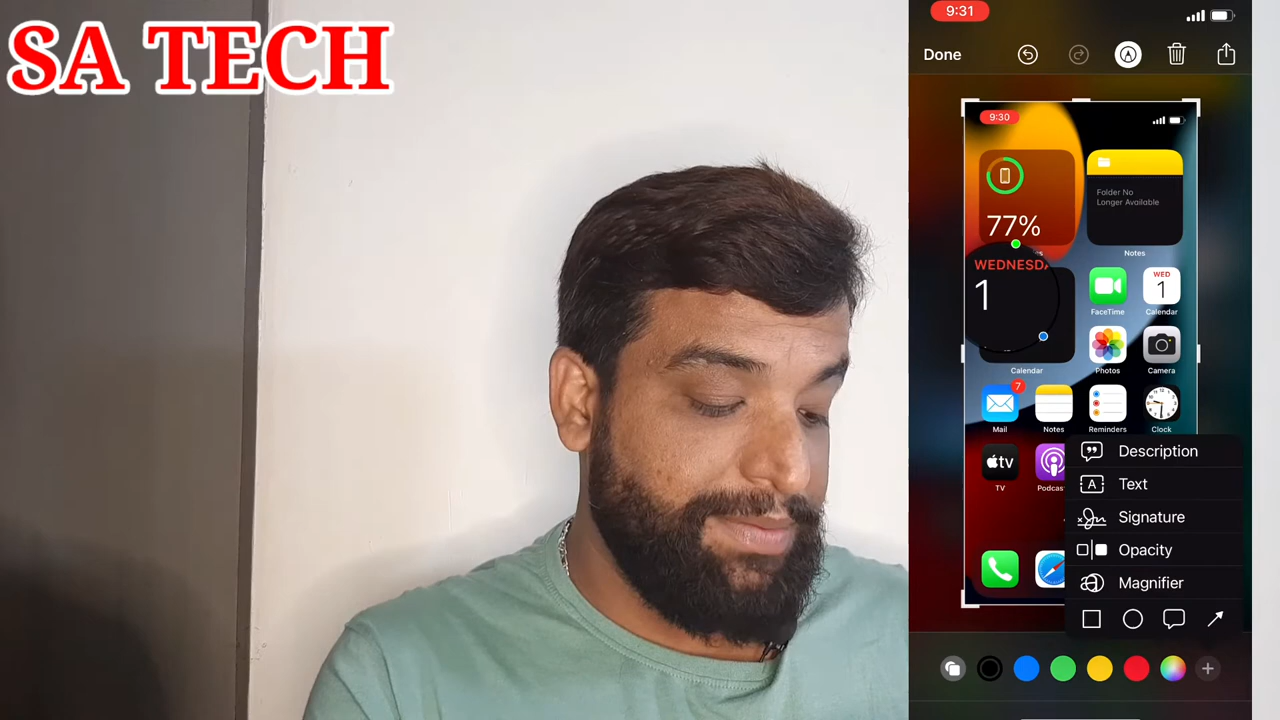 SA TECH
9:31
Done
9:30
77%
Folder No
Longer Available
Notes
WEDNESDA
1
FaceTime
WED
1
Calendar
Calendar
Photos
Camera
7
Mail
Notes
Reminders
Clock
tv
TV
Podcas
Description
A
Text
Signature
Opacity
Magnifier